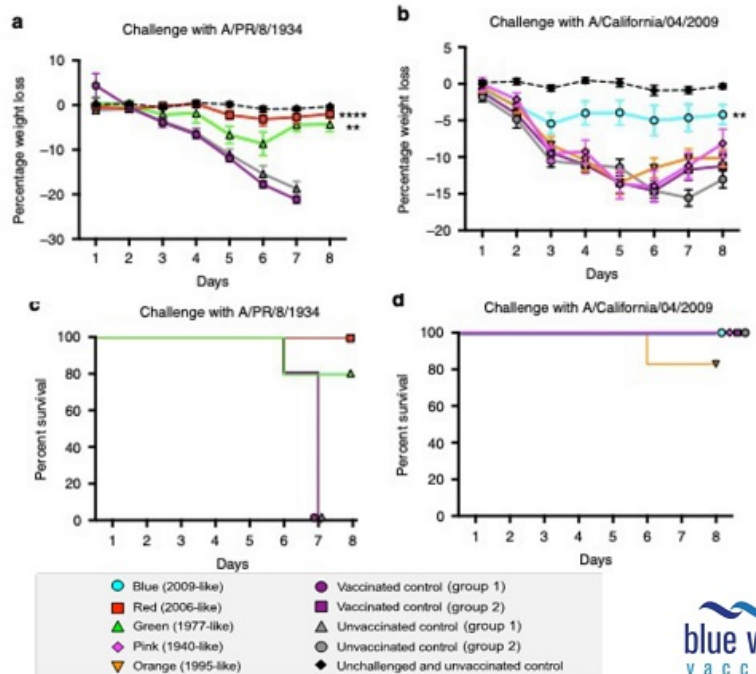 a
Challenge with A/PR/8/1934
Percentage weight loss
10
0
−10
−20
−30
****
**
1 2 3 4 5 6 7 8
Days
b
Challenge with A/California/04/2009
Percentage weight loss
5
0
−5
−10
−15
−20
**
1 2 3 4 5 6 7 8
Days
c
Challenge with A/PR/8/1934
Percent survival
100
80
60
40
20
0
1 2 3 4 5 6 7 8
Days
d
Challenge with A/California/04/2009
Percent survival
100
80
60
40
20
0
1 2 3 4 5 6 7 8
Days
Blue (2009-like)
Red (2006-like)
Green (1977-like)
Pink (1940-like)
Orange (1995-like)
Vaccinated control (group 1)
Vaccinated control (group 2)
Unvaccinated control (group 1)
Unvaccinated control (group 2)
Unchallenged and unvaccinated control
blue w
vacc